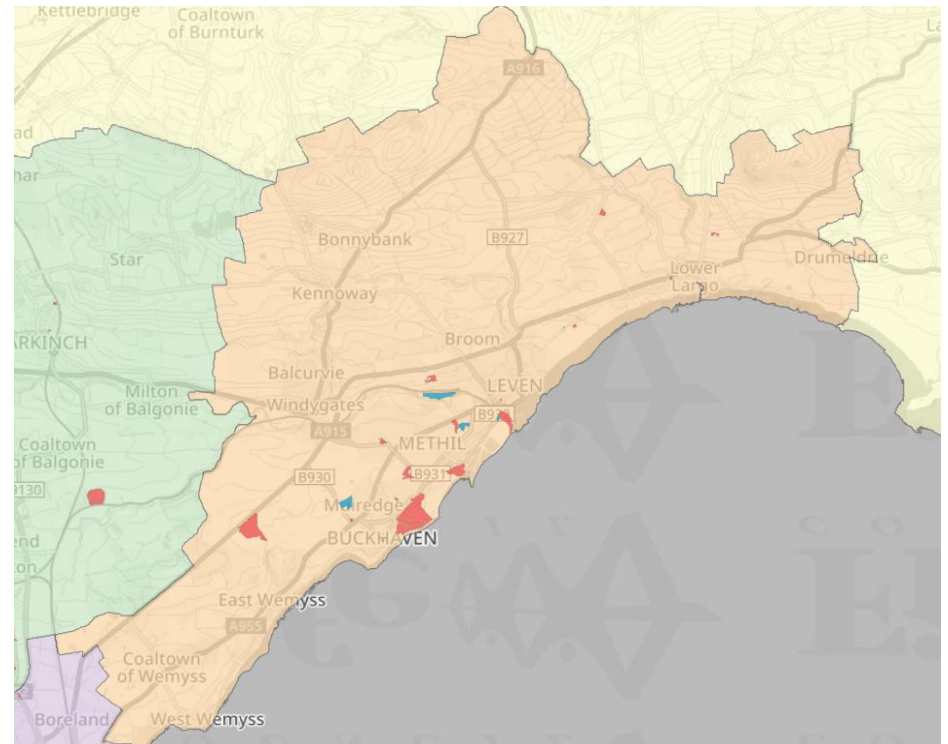 Kettlebridge
Coaltown
of Burnturk
A916
Star
Bonnybank
B927
Kennoway
Lower
Largo
Drumeldrie
Broom
Balcurvie
LEVEN
Milton
of Balgonie
Windygates
A915
METHIL
Coaltown
of Balgonie
B930
B931
BUCKHAVEN
East Wemyss
A955
Coaltown
of Wemyss
Boreland
West Wemyss